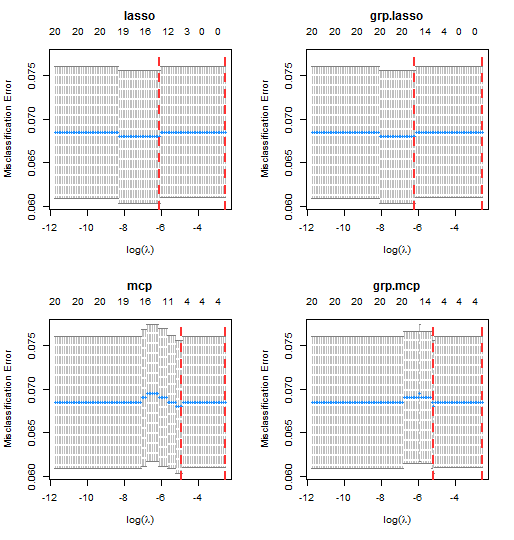 lasso
20 20 20 19 16 12 3 0 0
Misclassification Error
0.060 0.065 0.070 0.075
-12 -10 -8 -6 -4
log(λ)
grp.lasso
20 20 20 20 14 12 4 0 0
Misclassification Error
0.060 0.065 0.070 0.075
-12 -10 -8 -6 -4
log(λ)
mcp
20 20 20 19 16 11 4 4 4
Misclassification Error
0.060 0.065 0.070 0.075
-12 -10 -8 -6 -4
log(λ)
grp.mcp
20 20 20 20 20 14 4 4 4
Misclassification Error
0.060 0.065 0.070 0.075
-12 -10 -8 -6 -4
log(λ)